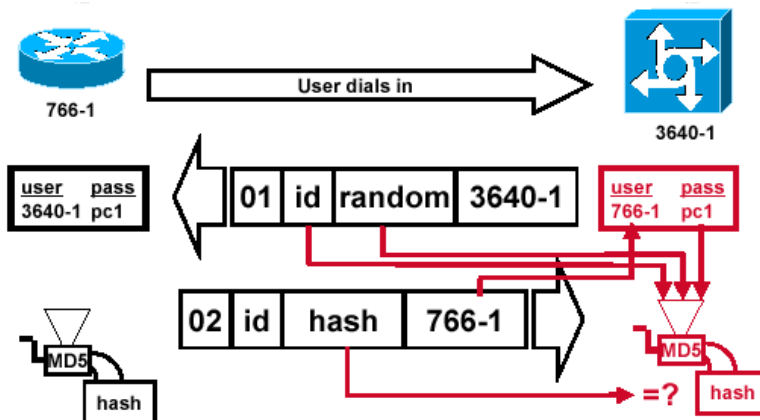 User dials in
766-1
3640-1
user pass
3640-1 pc1
01 id random 3640-1
user pass
766-1 pc1
02 id hash 766-1
MD5
hash
=?
MD5
hash